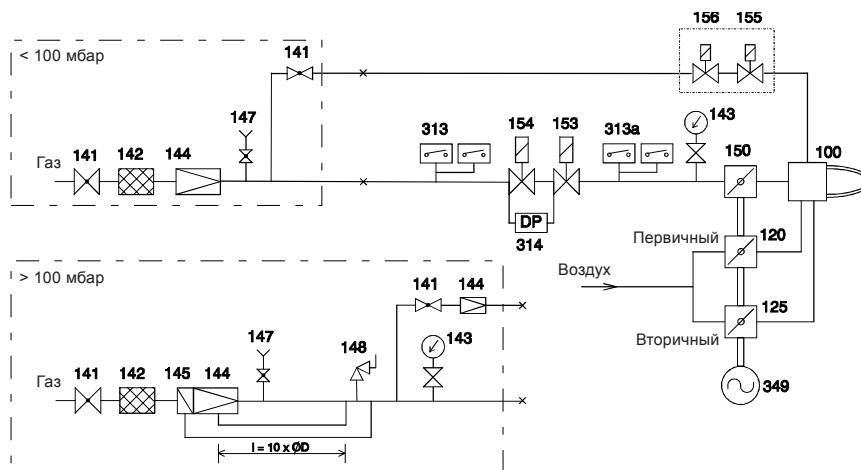 < 100 мбар
141
156 155
147
313
154 153
313a
143
Газ
141 142 144
150
100
DP
314
Первичный
120
Воздух
> 100 мбар
141 144
125
147
148
143
Вторичный
Газ
141 142 145 144
349
l = 10 x ØD